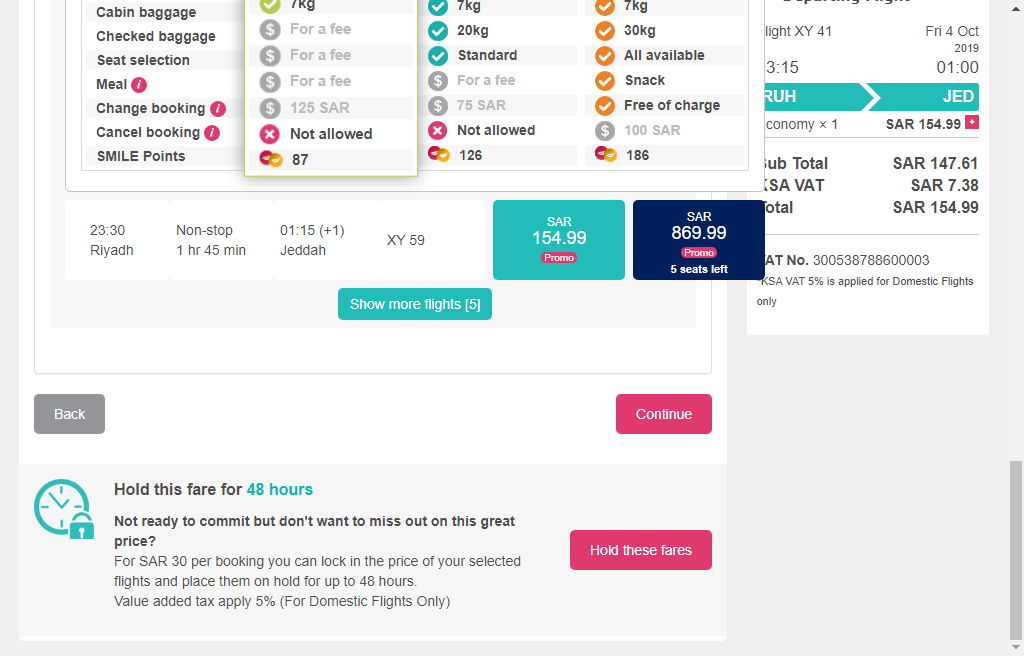 Cabin baggage
Checked baggage
Seat selection
Meal
Change booking
Cancel booking
SMILE Points
7kg
For a fee
For a fee
For a fee
125 SAR
Not allowed
87
7kg
20kg
Standard
For a fee
75 SAR
Not allowed
126
7kg
30kg
All available
Snack
Free of charge
100 SAR
186
23:30
Riyadh
Non-stop
1 hr 45 min
01:15 (+1)
Jeddah
XY 59
SAR
154.99
Promo
SAR
869.99
Promo
5 seats left
Show more flights [5]
Back
Continue
Hold this fare for 48 hours
Not ready to commit but don't want to miss out on this great
price?
For SAR 30 per booking you can lock in the price of your selected
flights and place them on hold for up to 48 hours.
Value added tax apply 5% (For Domestic Flights Only)
Hold these fares
light XY 41
Fri 4 Oct
2019
3:15
01:00
RUH
JED
conomy × 1
SAR 154.99
ub Total
SAR 147.61
KSA VAT
SAR 7.38
otal
SAR 154.99
AT No. 300538788600003
KSA VAT 5% is applied for Domestic Flights
only